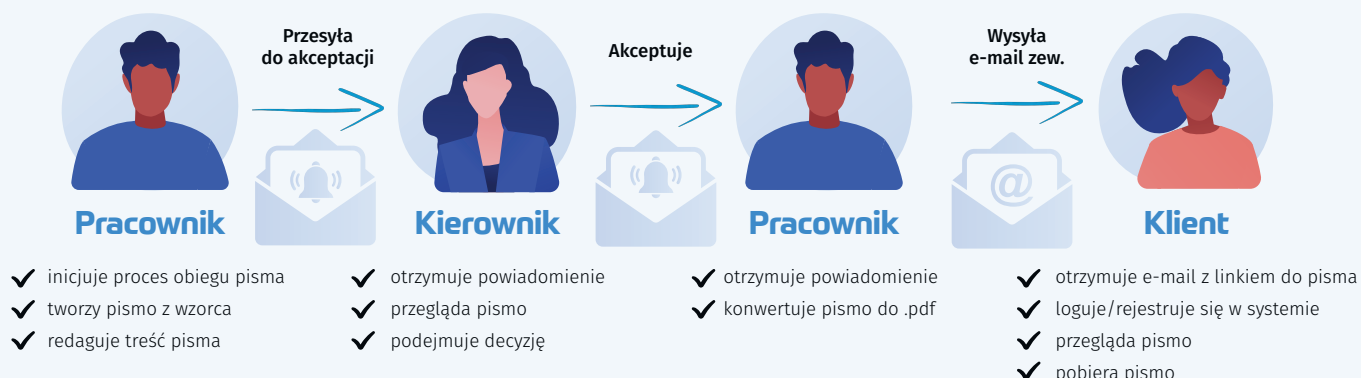 Przesyła
do akceptacji
Akceptuje
Wysyła
e-mail zew.
@
Pracownik
Kierownik
Pracownik
Klient
inicjuje proces obiegu pisma
tworzy pismo z wzorca
redaguje treść pisma
otrzymuje powiadomienie
przegląda pismo
podejmuje decyzję
otrzymuje powiadomienie
konwertuje pismo do .pdf
otrzymuje e-mail z linkiem do pisma
loguje/rejestruje się w systemie
przegląda pismo
pobiera pismo